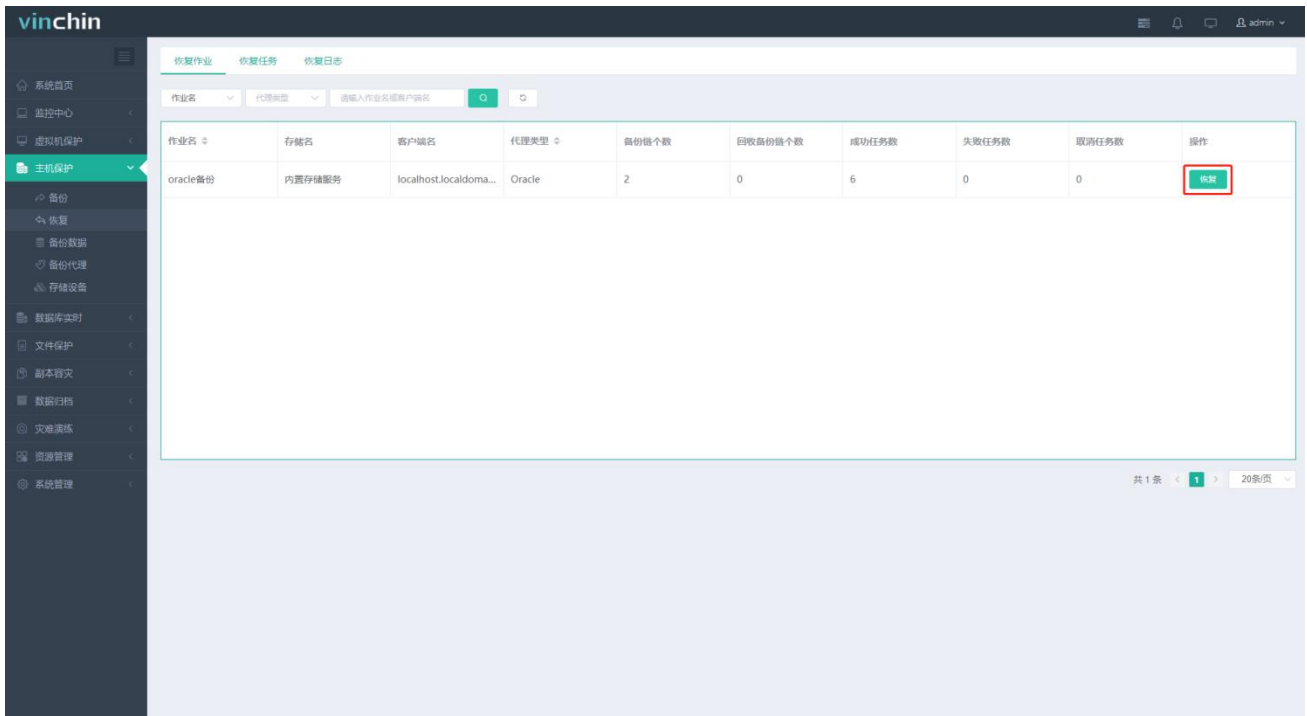 vinchin
admin
系统首页
监控中心
虚拟机保护
主机保护
备份
恢复
备份数据
备份代理
存储设备
数据库实时
文件保护
副本容灾
数据归档
灾难演练
资源管理
系统管理
恢复作业 恢复任务 恢复日志
作业名 代理类型 请输入作业名或客户端名
作业名 存储名 客户端名 代理类型 备份链个数 回收备份链个数 成功任务数 失败任务数 取消任务数 操作
oracle备份 内置存储服务 localhost.localdoma... Oracle 2 0 6 0 0 恢复
共 1 条 1 20条/页